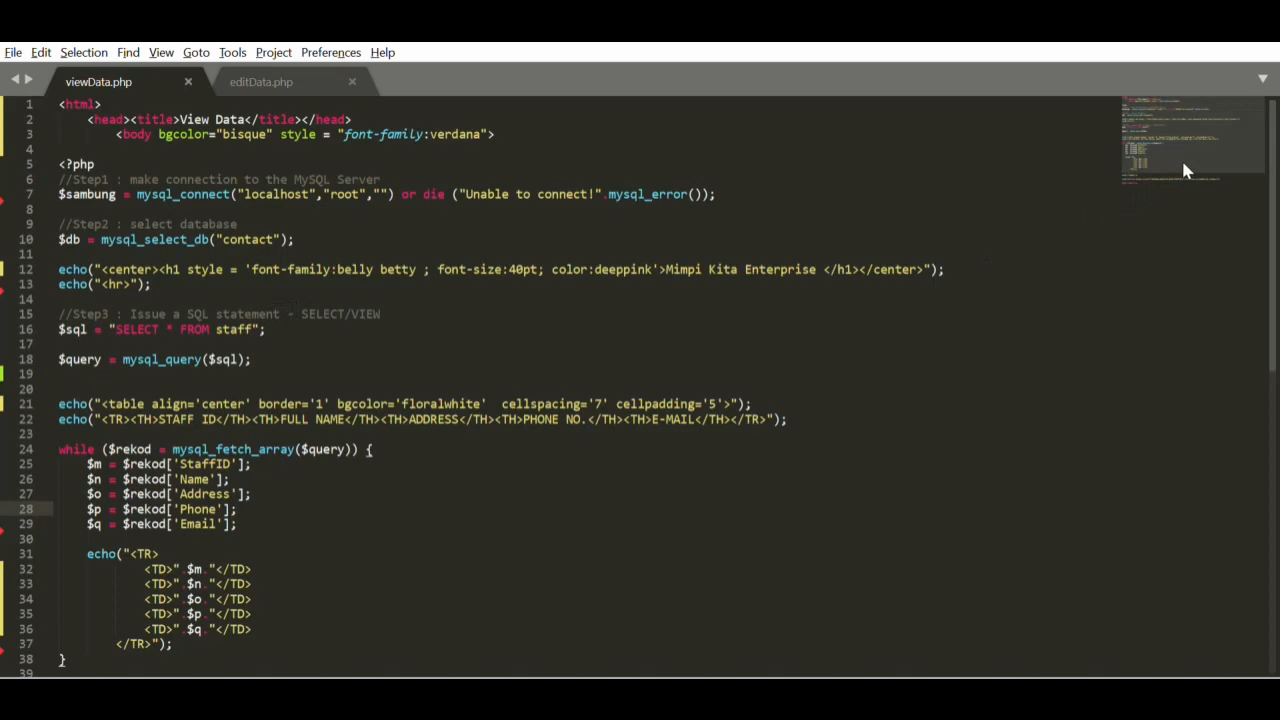 File Edit Selection Find View Goto Tools Project Preferences Help
viewData.php × editData.php ×
1 <html>
2 <head><title>View Data</title></head>
3 <body bgcolor="bisque" style = "font-family:verdana">
4
5 <?php
6 //Step1 : make connection to the MySQL Server
7 $sambung = mysql_connect("localhost","root","") or die ("Unable to connect!".mysql_error());
8
9 //Step2 : select database
10 $db = mysql_select_db("contact");
11
12 echo("<center><h1 style = 'font-family:belly betty ; font-size:40pt; color:deeppink'>Mimpi Kita Enterprise </h1></center>");
13 echo("<hr>");
14
15 //Step3 : Issue a SQL statement - SELECT/VIEW
16 $sql = "SELECT * FROM staff";
17
18 $query = mysql_query($sql);
19
20
21 echo("<table align='center' border='1' bgcolor='floralwhite'  cellspacing='7' cellpadding='5'>");
22 echo("<TR><TH>STAFF ID</TH><TH>FULL NAME</TH><TH>ADDRESS</TH><TH>PHONE NO.</TH><TH>E-MAIL</TH></TR>");
23
24 while ($rekod = mysql_fetch_array($query)) {
25 $m = $rekod['StaffID'];
26 $n = $rekod['Name'];
27 $o = $rekod['Address'];
28 $p = $rekod['Phone'];
29 $q = $rekod['Email'];
30
31 echo("<TR>
32 <TD>".$m."</TD>
33 <TD>".$n."</TD>
34 <TD>".$o."</TD>
35 <TD>".$p."</TD>
36 <TD>".$q."</TD>
37 </TR>");
38 }
39